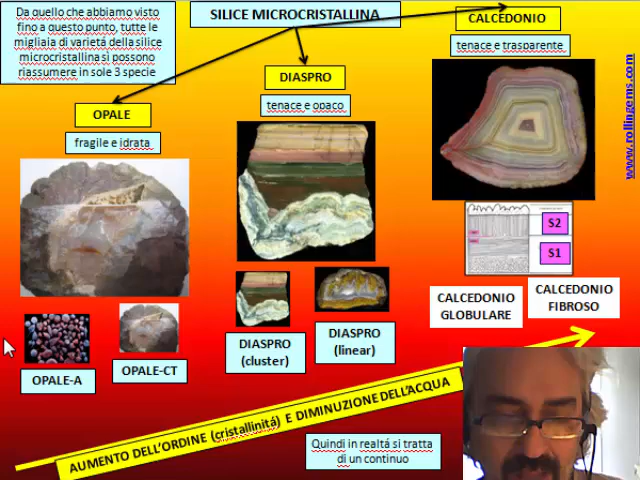 Da quello che abbiamo visto
fino a questo punto, tutte le
migliaia di varietá della silice
microcristallina si possono
riassumere in sole 3 specie
SILICE MICROCRISTALLINA
CALCEDONIO
tenace e trasparente
DIASPRO
tenace e opaco
OPALE
fragile e idrata
www.rollingems.com
S2
S1
CALCEDONIO
GLOBULARE
CALCEDONIO
FIBROSO
DIASPRO
(cluster)
DIASPRO
(linear)
OPALE-A
OPALE-CT
AUMENTO DELL'ORDINE (cristallinitá) E DIMINUZIONE DELL'ACQUA
Quindi in realtá si tratta
di un continuo